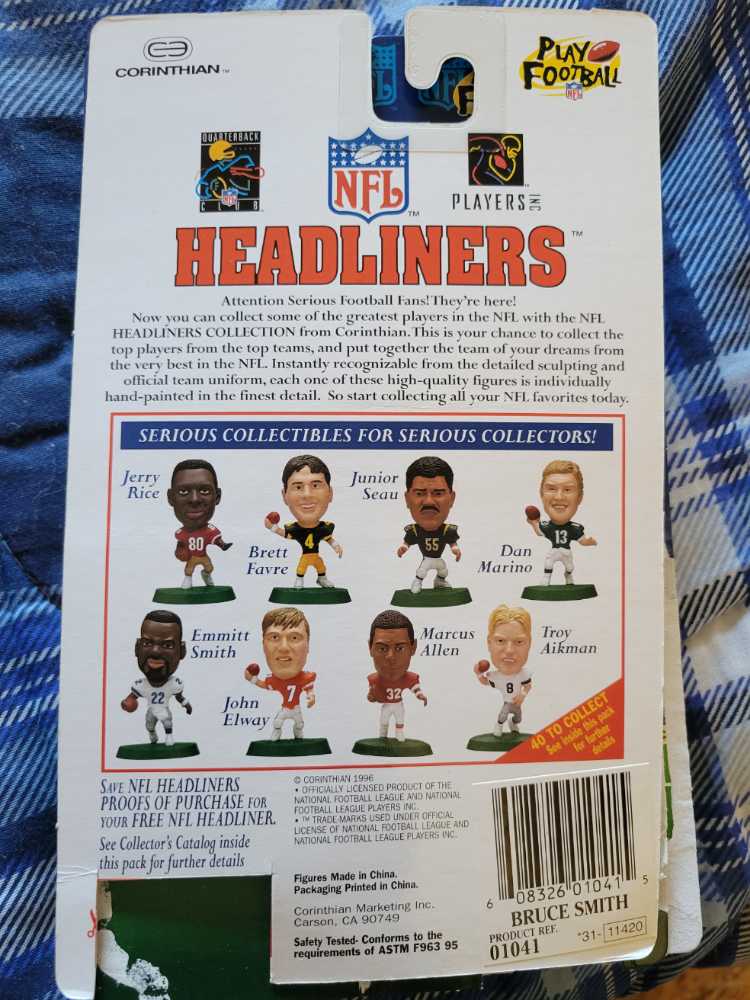 CORINTHIAN™
NFL
F
PLAY
FOOTBALL
NFL
QUARTERBACK
NFL
CLUB
NFL™
PLAYERS INC
HEADLINERS™
Attention Serious Football Fans! They're here!
Now you can collect some of the greatest players in the NFL with the NFL
HEADLINERS COLLECTION from Corinthian. This is your chance to collect the
top players from the top teams, and put together the team of your dreams from
the very best in the NFL. Instantly recognizable from the detailed sculpting and
official team uniform, each one of these high-quality figures is individually
hand-painted in the finest detail. So start collecting all your NFL favorites today.
SERIOUS COLLECTIBLES FOR SERIOUS COLLECTORS!
Jerry
Rice
80
Brett
Favre
4
Junior
Seau
55
Dan
Marino
13
Emmitt
Smith
22
John
Elway
7
Marcus
Allen
32
Troy
Aikman
8
40 TO COLLECT
See inside this pack
for further
details
SAVE NFL HEADLINERS
PROOFS OF PURCHASE FOR
YOUR FREE NFL HEADLINER.
See Collector's Catalog inside
this pack for further details
© CORINTHIAN 1996
• OFFICIALLY LICENSED PRODUCT OF THE
NATIONAL FOOTBALL LEAGUE AND NATIONAL
FOOTBALL LEAGUE PLAYERS INC.
• ™ TRADE-MARKS USED UNDER OFFICIAL
LICENSE OF NATIONAL FOOTBALL LEAGUE AND
NATIONAL FOOTBALL LEAGUE PLAYERS INC.
Figures Made in China.
Packaging Printed in China.
Corinthian Marketing Inc.
Carson, CA 90749
Safety Tested- Conforms to the
requirements of ASTM F963 95
6 08326 01041 5
BRUCE SMITH
PRODUCT REF.
01041
*31- 11420